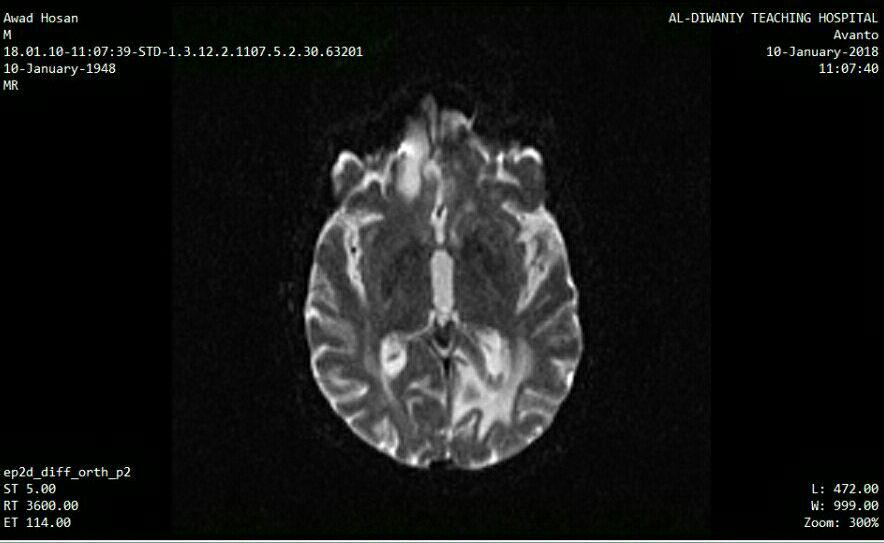 Awad Hosan
M
18.01.10-11:07:39-STD-1.3.12.2.1107.5.2.30.63201
10-January-1948
MR
AL-DIWANIY TEACHING HOSPITAL
Avanto
10-January-2018
11:07:40
ep2d_diff_orth_p2
ST 5.00
RT 3600.00
ET 114.00
L: 472.00
W: 999.00
Zoom: 300%